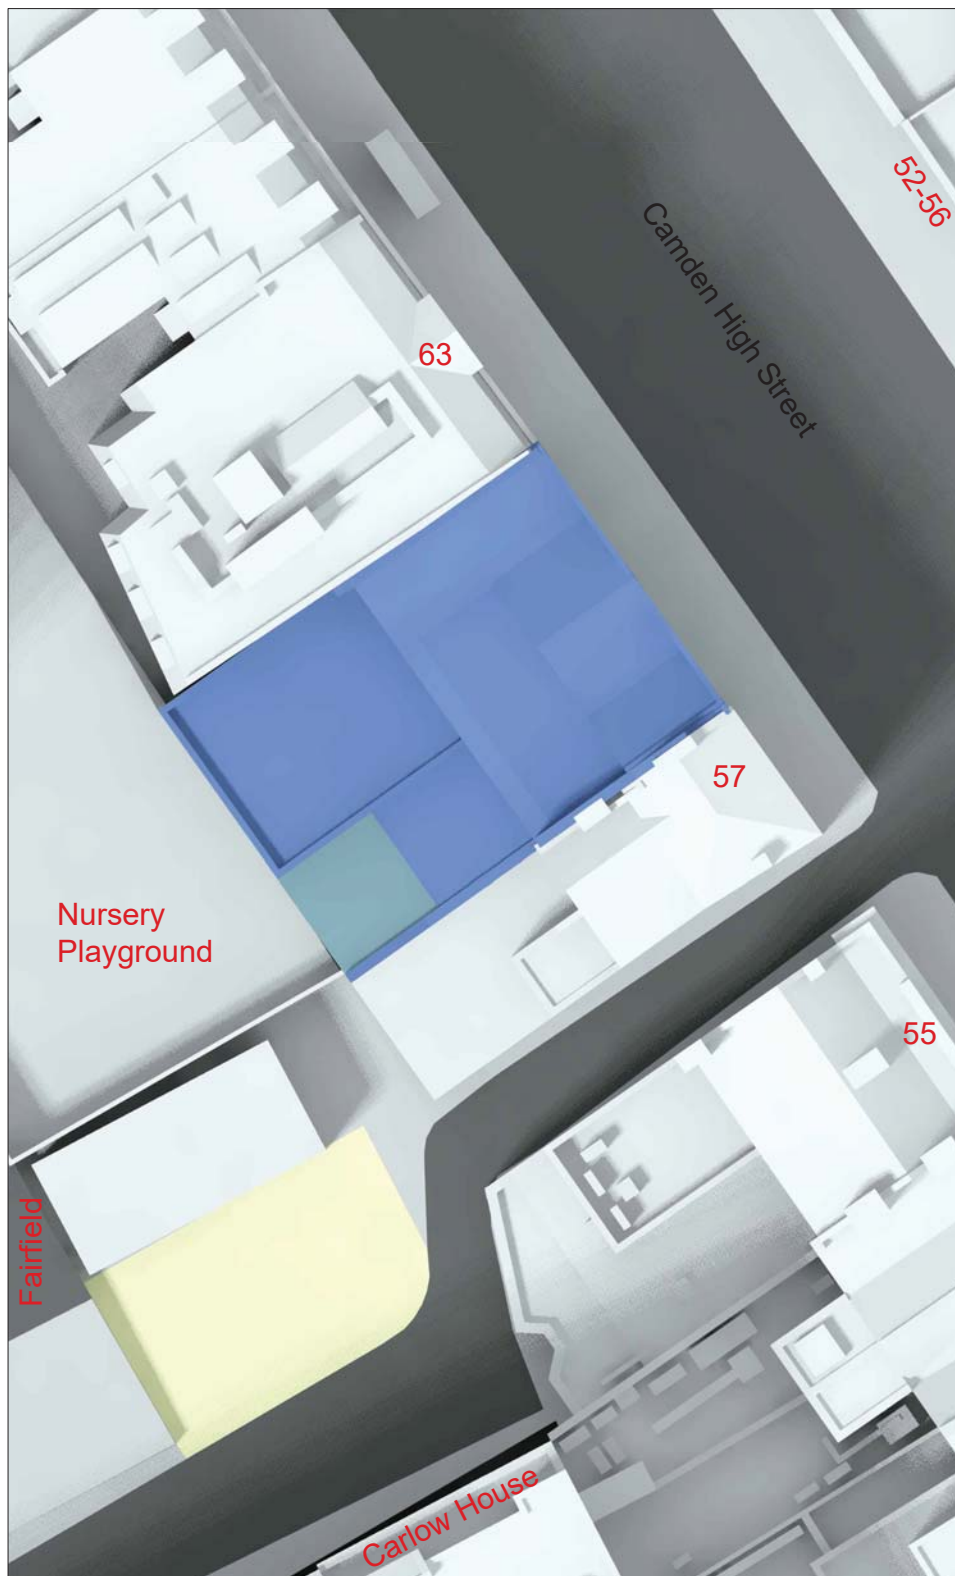 52-56
Camden High Street
63
57
Nursery
Playground
55
Fairfield
Carlow House